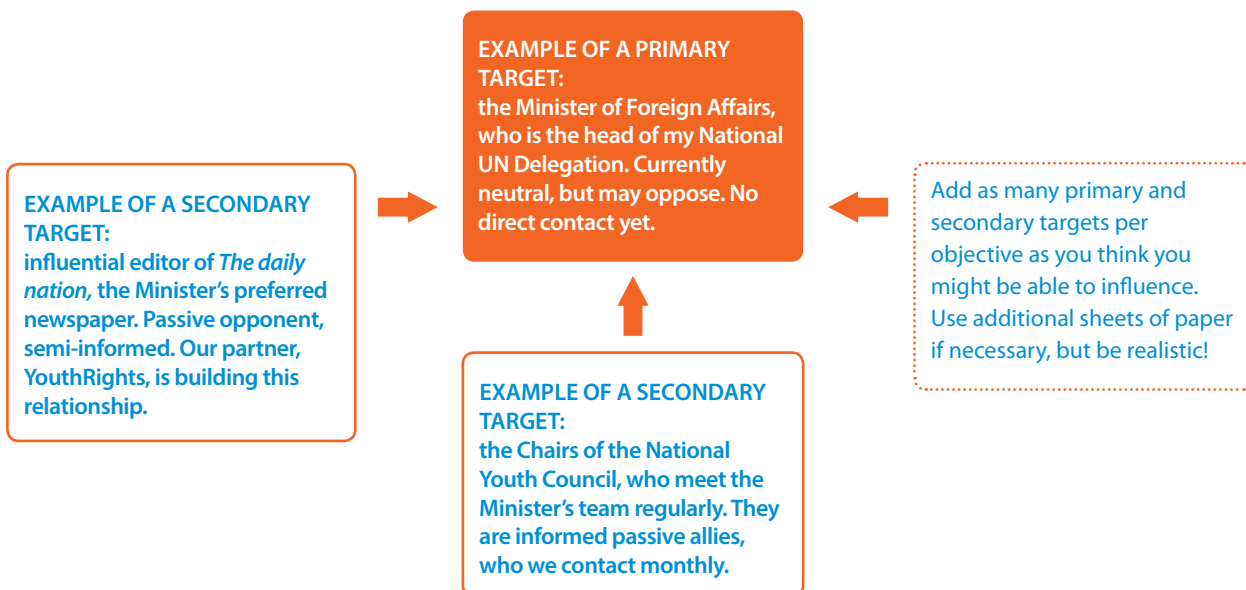 EXAMPLE OF A PRIMARY
TARGET:
the Minister of Foreign Affairs,
who is the head of my National
UN Delegation. Currently
neutral, but may oppose. No
direct contact yet.
EXAMPLE OF A SECONDARY
TARGET:
influential editor of The daily
nation, the Minister’s preferred
newspaper. Passive opponent,
semi-informed. Our partner,
YouthRights, is building this
relationship.
Add as many primary and
secondary targets per
objective as you think you
might be able to influence.
Use additional sheets of paper
if necessary, but be realistic!
EXAMPLE OF A SECONDARY
TARGET:
the Chairs of the National
Youth Council, who meet the
Minister’s team regularly. They
are informed passive allies,
who we contact monthly.